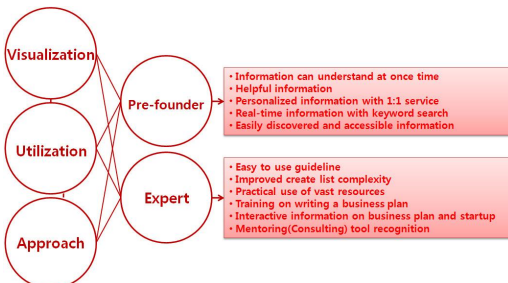 Visualization
Utilization
Approach
Pre-founder
Expert
• Information can understand at once time
• Helpful information
• Personalized information with 1:1 service
• Real-time information with keyword search
• Easily discovered and accessible information
• Easy to use guideline
• Improved create list complexity
• Practical use of vast resources
• Training on writing a business plan
• Interactive information on business plan and startup
• Mentoring(Consulting) tool recognition